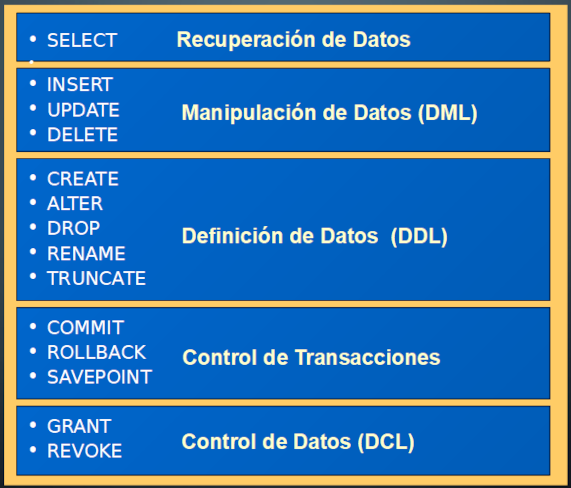 • SELECT Recuperación de Datos
•
• INSERT
• UPDATE Manipulación de Datos (DML)
• DELETE
• CREATE
• ALTER
• DROP Definición de Datos (DDL)
• RENAME
• TRUNCATE
• COMMIT
• ROLLBACK Control de Transacciones
• SAVEPOINT
• GRANT Control de Datos (DCL)
• REVOKE